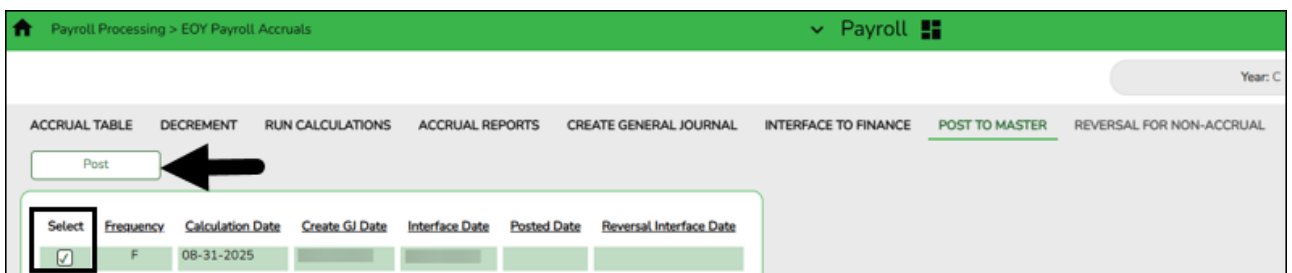 Payroll Processing > EOY Payroll Accruals
Payroll
Year: C
ACCRUAL TABLE DECREMENT RUN CALCULATIONS ACCRUAL REPORTS CREATE GENERAL JOURNAL INTERFACE TO FINANCE POST TO MASTER REVERSAL FOR NON-ACCRUAL
Post
Select Frequency Calculation Date Create GJ Date Interface Date Posted Date Reversal Interface Date
F 08-31-2025